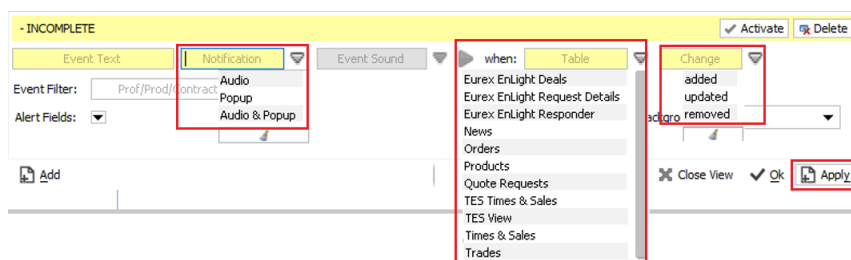 - INCOMPLETE
Activate
Delete
Event Text
Notification
Event Sound
when:
Table
Change
Audio
Popup
Audio & Popup
Eurex EnLight Deals
Eurex EnLight Request Details
Eurex EnLight Responder
News
Orders
Products
Quote Requests
TES Times & Sales
TES View
Times & Sales
Trades
added
updated
removed
Event Filter:
Prof/Prod/Contract
Alert Fields:
Add
Close View
Ok
Apply